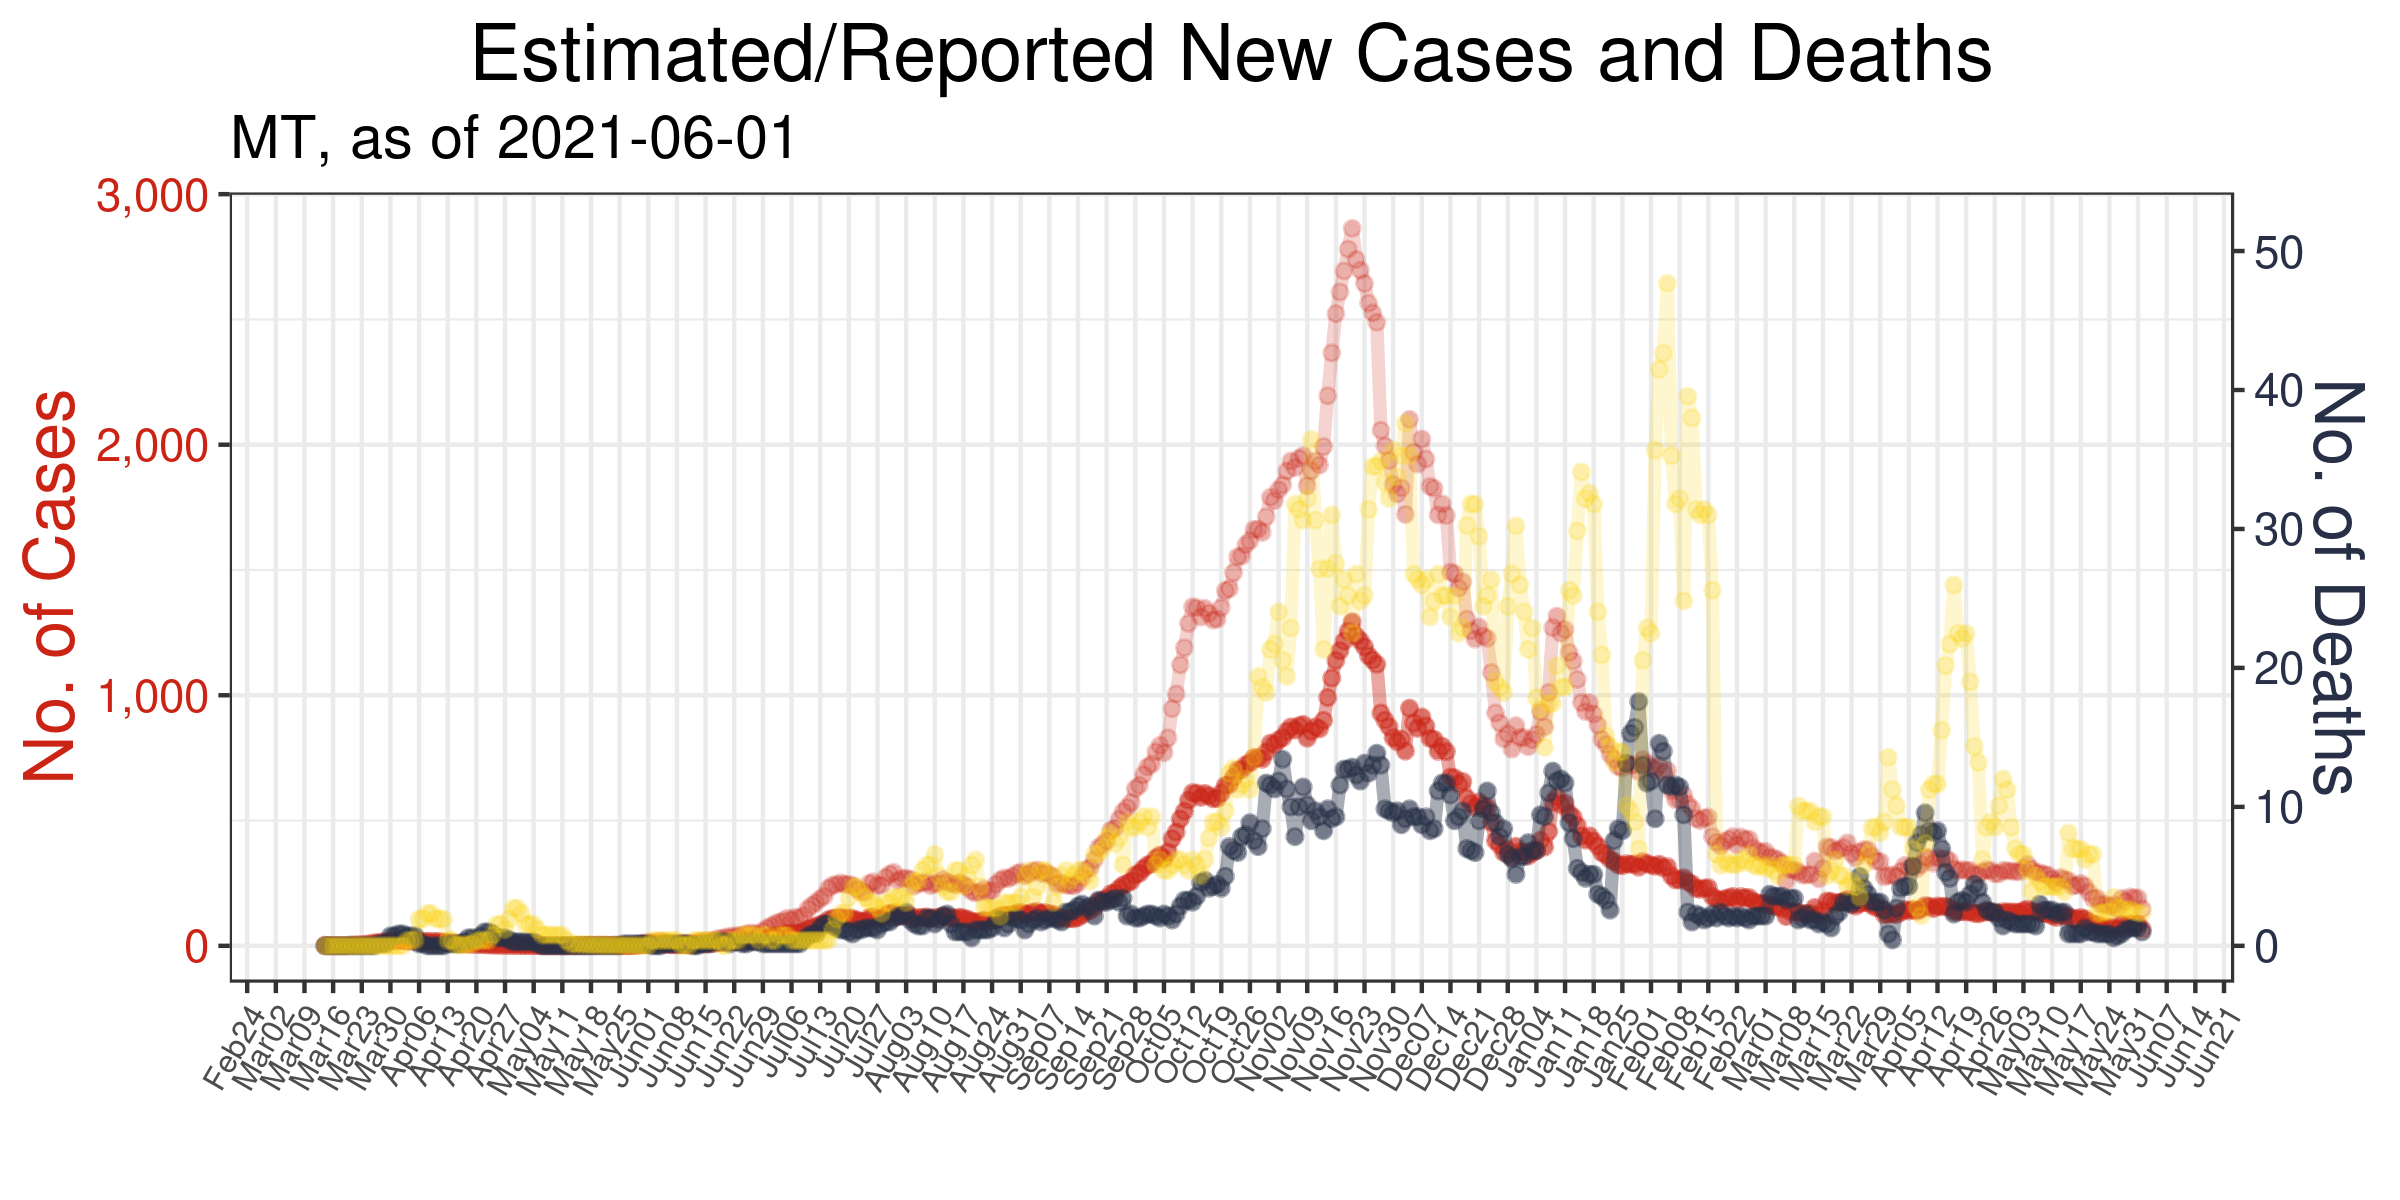 Estimated/Reported New Cases and Deaths
MT, as of 2021-06-01
No. of Cases
3,000
2,000
1,000
0
50
40
30
20
10
0
No. of Deaths
Feb24
Mar02
Mar09
Mar16
Mar23
Mar30
Apr06
Apr13
Apr20
Apr27
May04
May11
May18
May25
Jun01
Jun08
Jun15
Jun22
Jun29
Jul06
Jul13
Jul20
Jul27
Aug03
Aug10
Aug17
Aug24
Aug31
Sep07
Sep14
Sep21
Sep28
Oct05
Oct12
Oct19
Oct26
Nov02
Nov09
Nov16
Nov23
Nov30
Dec07
Dec14
Dec21
Dec28
Jan04
Jan11
Jan18
Jan25
Feb01
Feb08
Feb15
Feb22
Mar01
Mar08
Mar15
Mar22
Mar29
Apr05
Apr12
Apr19
Apr26
May03
May10
May17
May24
May31
Jun07
Jun14
Jun21